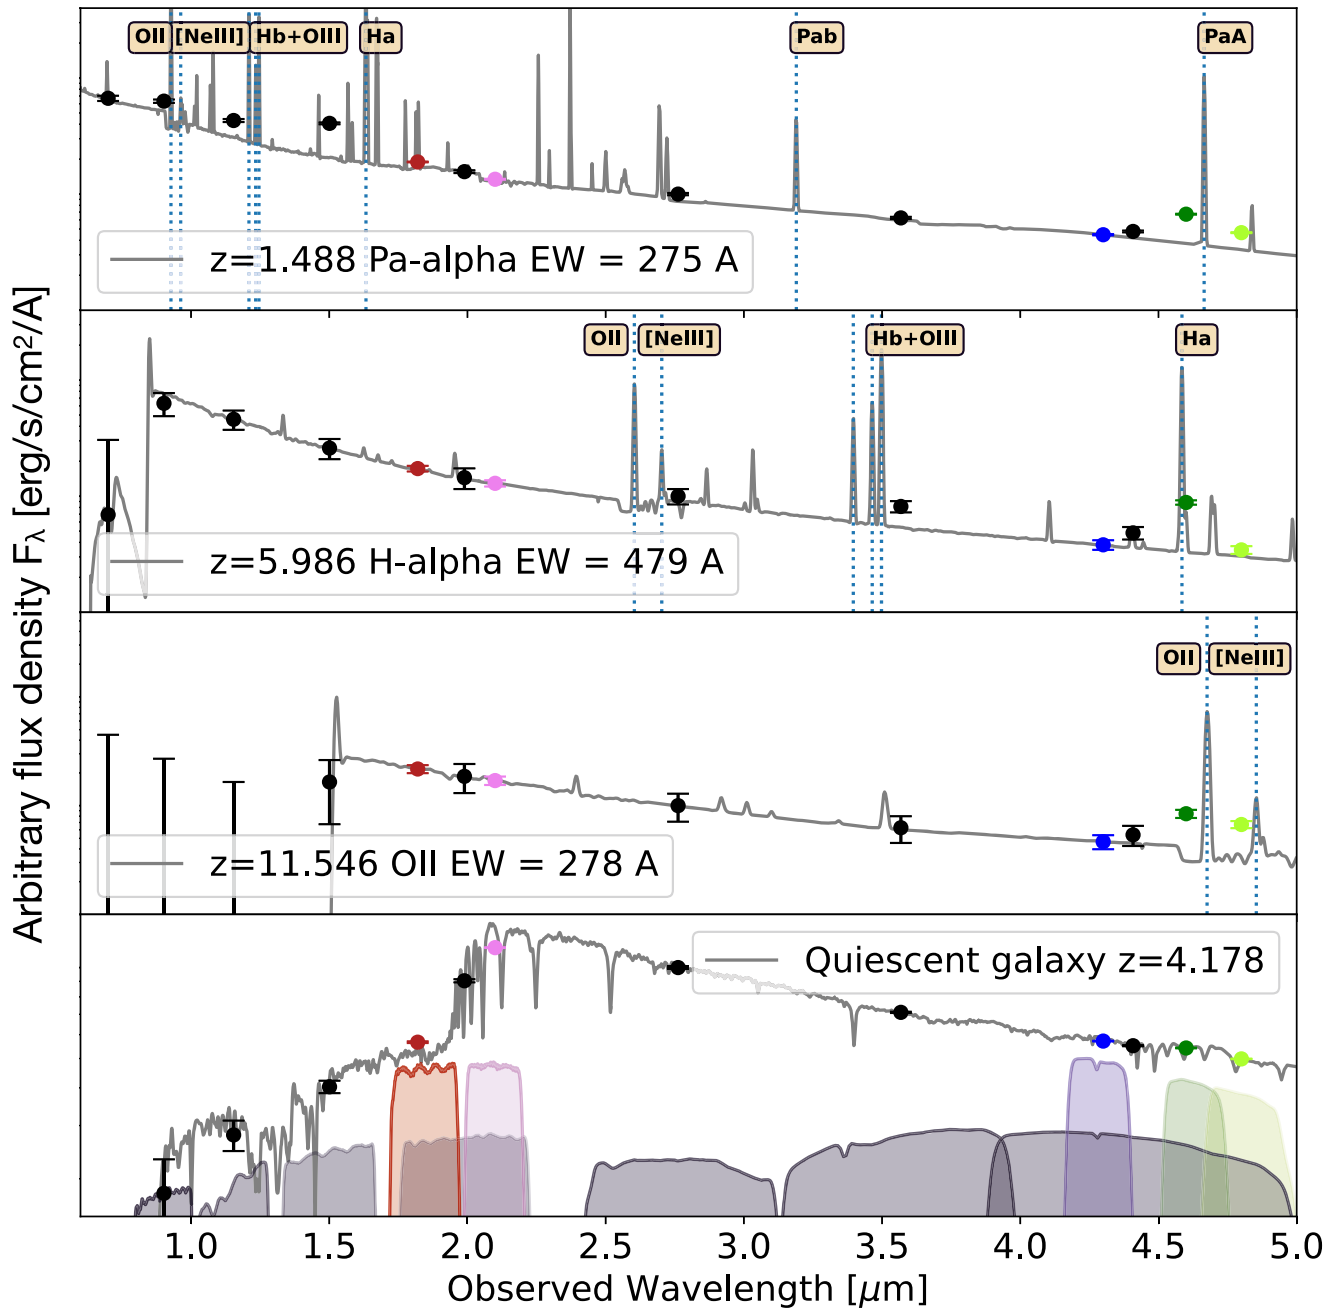 OII [NeIII] Hb+OIII Ha Pab PaA
z=1.488 Pa-alpha EW = 275 A
OII [NeIII] Hb+OIII Ha
z=5.986 H-alpha EW = 479 A
OII [NeIII]
z=11.546 OII EW = 278 A
Quiescent galaxy z=4.178
Arbitrary flux density F_λ [erg/s/cm²/A]
1.0 1.5 2.0 2.5 3.0 3.5 4.0 4.5 5.0
Observed Wavelength [μm]